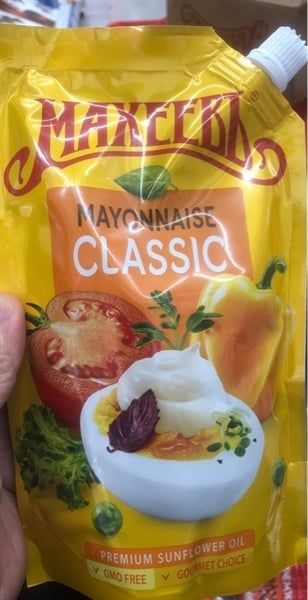 МАХЕЕВЪ®
MAYONNAISE
CLASSIC
✓ PREMIUM SUNFLOWER OIL
✓ GMO FREE ✓ GOURMET CHOICE